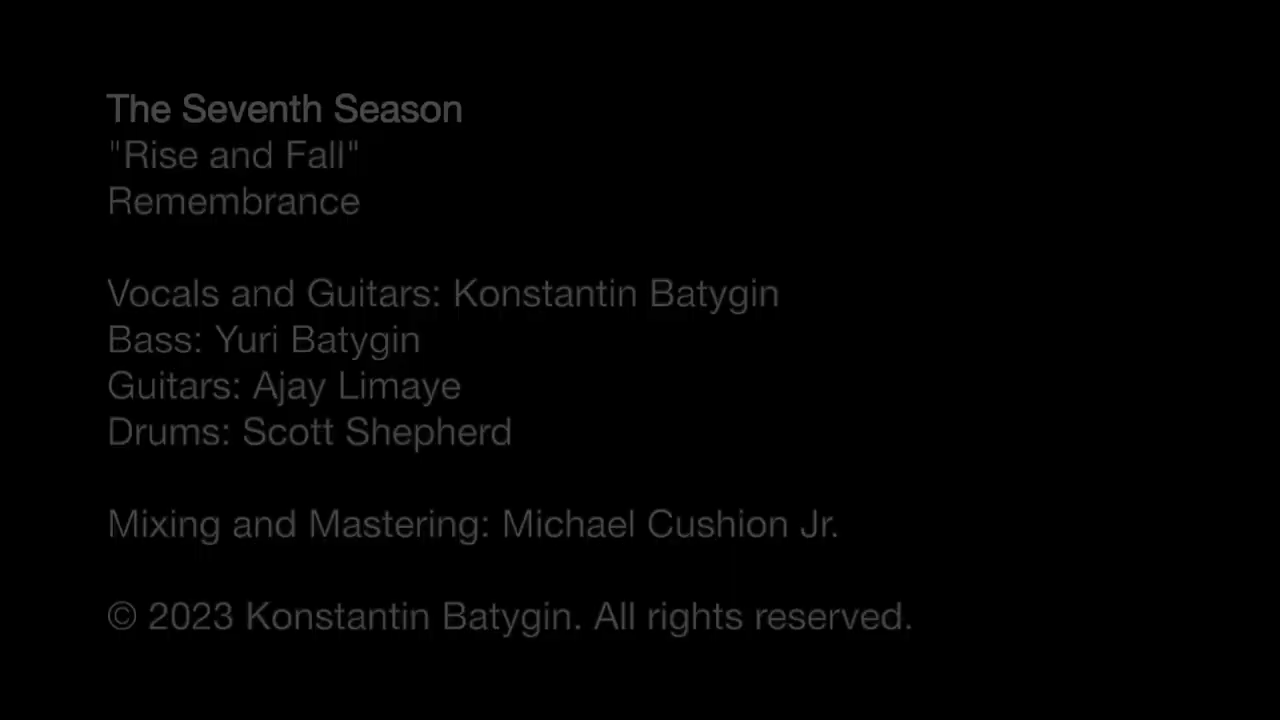 The Seventh Season
"Rise and Fall"
Remembrance
Vocals and Guitars: Konstantin Batygin
Bass: Yuri Batygin
Guitars: Ajay Limaye
Drums: Scott Shepherd
Mixing and Mastering: Michael Cushion Jr.
© 2023 Konstantin Batygin. All rights reserved.